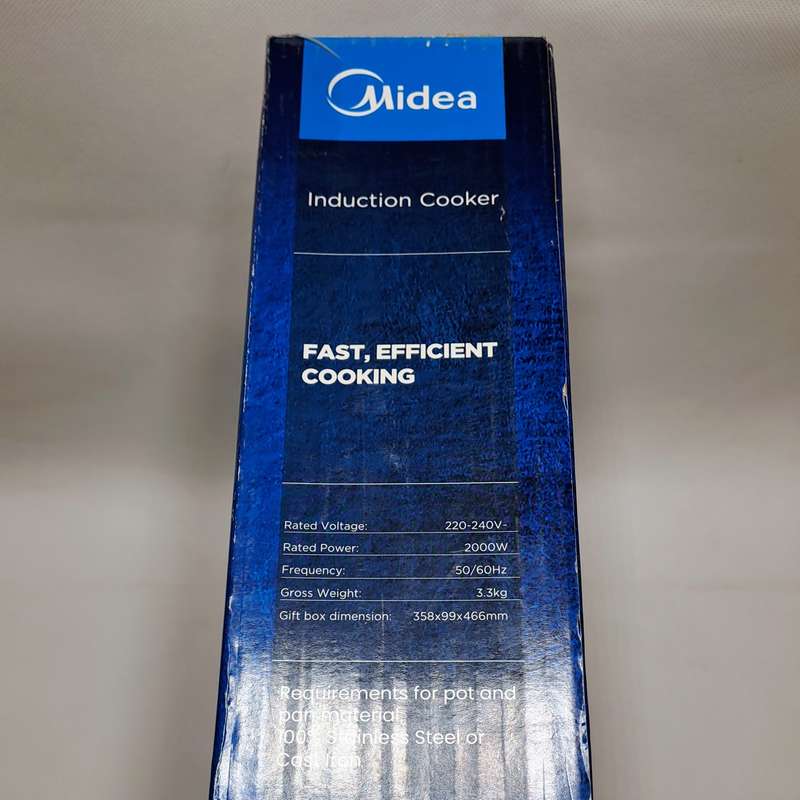 Midea
Induction Cooker
FAST, EFFICIENT
COOKING
Rated Voltage: 220-240V~
Rated Power: 2000W
Frequency: 50/60Hz
Gross Weight: 3.3kg
Gift box dimension: 358x99x466mm
Requirements for pot and
pan material:
100% Stainless Steel or
Cast Iron